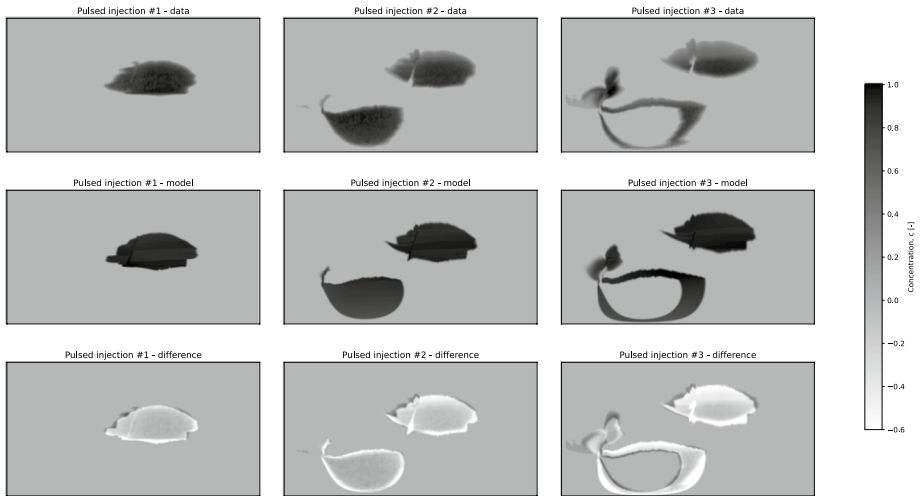 Pulsed injection #1 - data
Pulsed injection #2 - data
Pulsed injection #3 - data
Pulsed injection #1 - model
Pulsed injection #2 - model
Pulsed injection #3 - model
Pulsed injection #1 - difference
Pulsed injection #2 - difference
Pulsed injection #3 - difference
1.0
0.8
0.6
0.4
0.2
0.0
−0.2
−0.4
−0.6
Concentration, c [-]